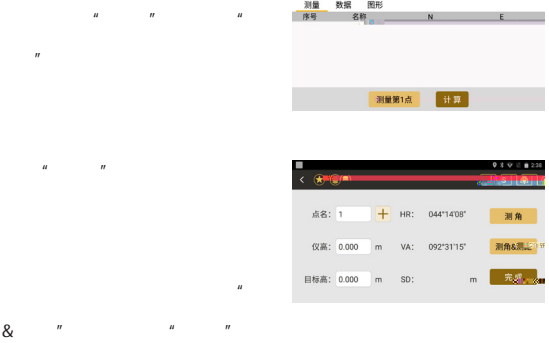 “ ” “
”
“ ”
“
& ” “ ”
测量 数据 图形
序号 名称 N E
测量第1点 计算
2:38
点名： 1 + HR： 044°14'08" 测角
仪高： 0.000 m VA： 092°31'15" 测角&测
目标高： 0.000 m SD： m 完成